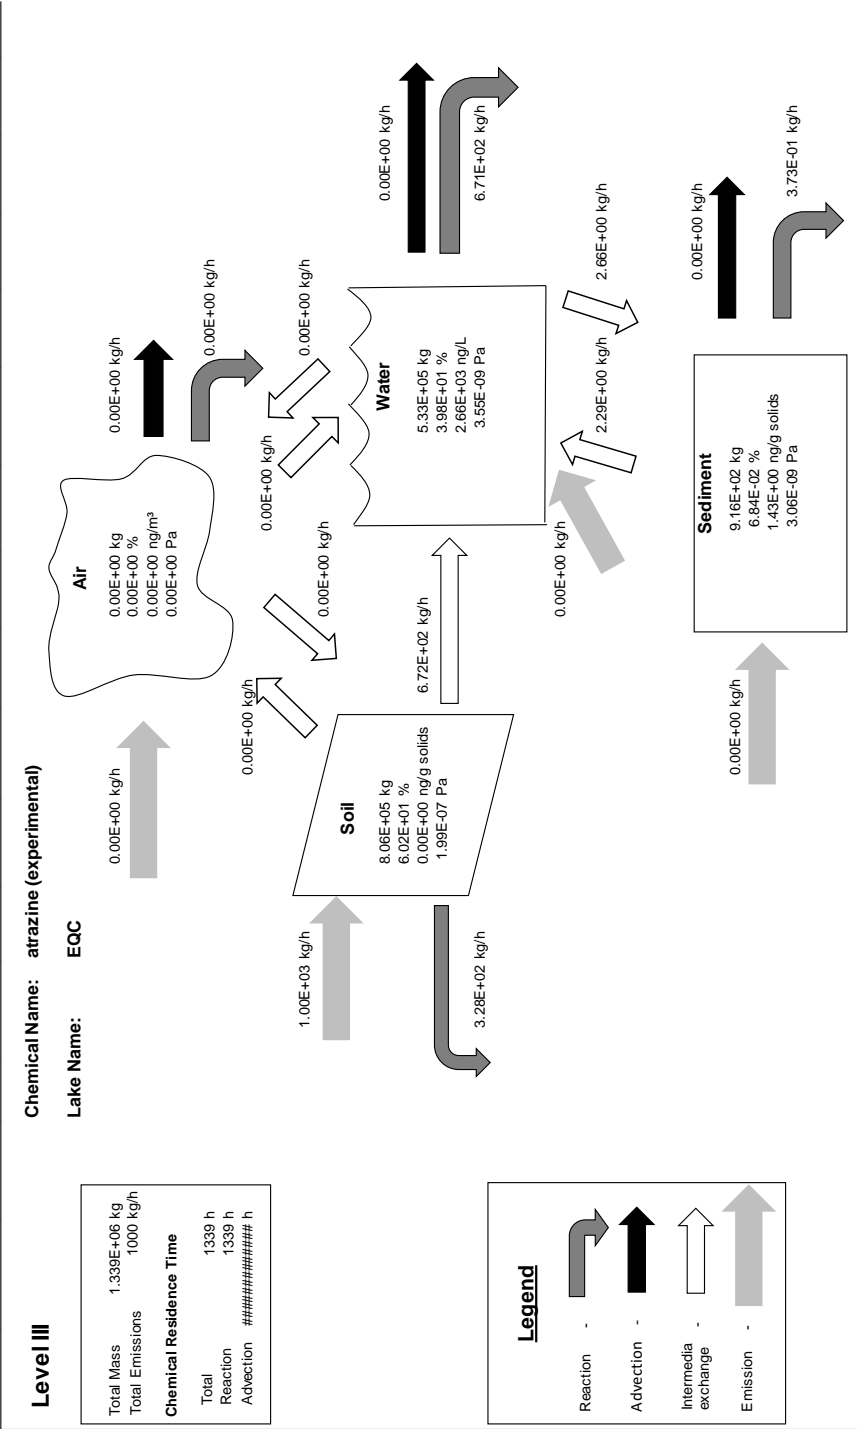 Level III
Chemical Name: atrazine (experimental)
Lake Name: EQC
Total Mass 1.339E+06 kg
Total Emissions 1000 kg/h
Chemical Residence Time
Total 1339 h
Reaction 1339 h
Advection ############## h
0.00E+00 kg/h
Air
0.00E+00 kg
0.00E+00 %
0.00E+00 ng/m³
0.00E+00 Pa
0.00E+00 kg/h
0.00E+00 kg/h
0.00E+00 kg/h
0.00E+00 kg/h
0.00E+00 kg/h
0.00E+00 kg/h
1.00E+03 kg/h
Soil
8.06E+05 kg
6.02E+01 %
0.00E+00 ng/g solids
1.99E-07 Pa
3.28E+02 kg/h
6.72E+02 kg/h
Water
5.33E+05 kg
3.98E+01 %
2.66E+03 ng/L
3.55E-09 Pa
0.00E+00 kg/h
6.71E+02 kg/h
0.00E+00 kg/h
2.29E+00 kg/h
2.66E+00 kg/h
0.00E+00 kg/h
Sediment
9.16E+02 kg
6.84E-02 %
1.43E+00 ng/g solids
3.06E-09 Pa
0.00E+00 kg/h
3.73E-01 kg/h
Legend
Reaction -
Advection -
Intermedia
exchange -
Emission -